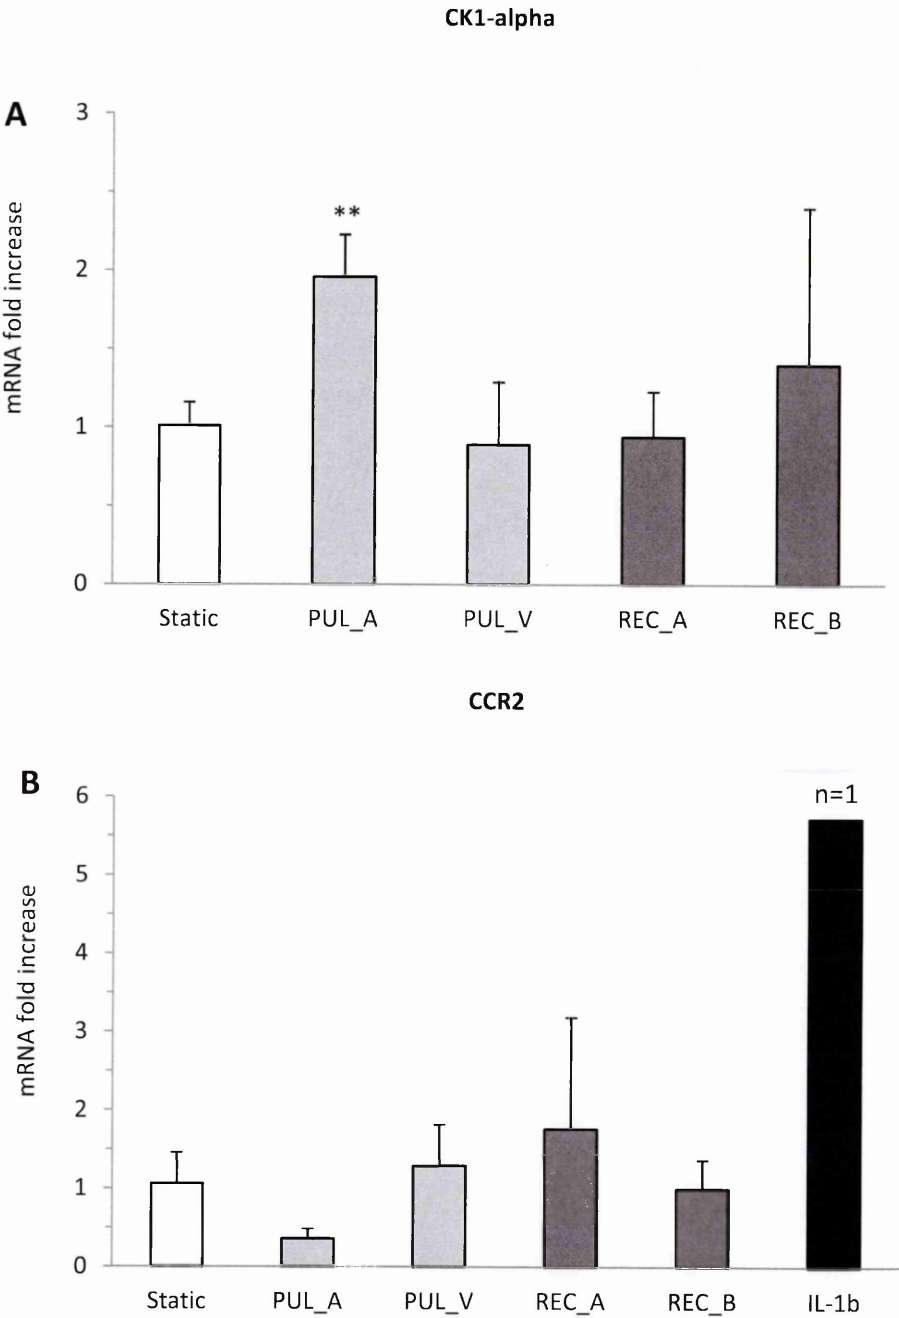 CK1-alpha
A
mRNA fold increase
3
2
1
0
**
Static PUL_A PUL_V REC_A REC_B
CCR2
B
mRNA fold increase
6
5
4
3
2
1
0
n=1
Static PUL_A PUL_V REC_A REC_B IL-1b